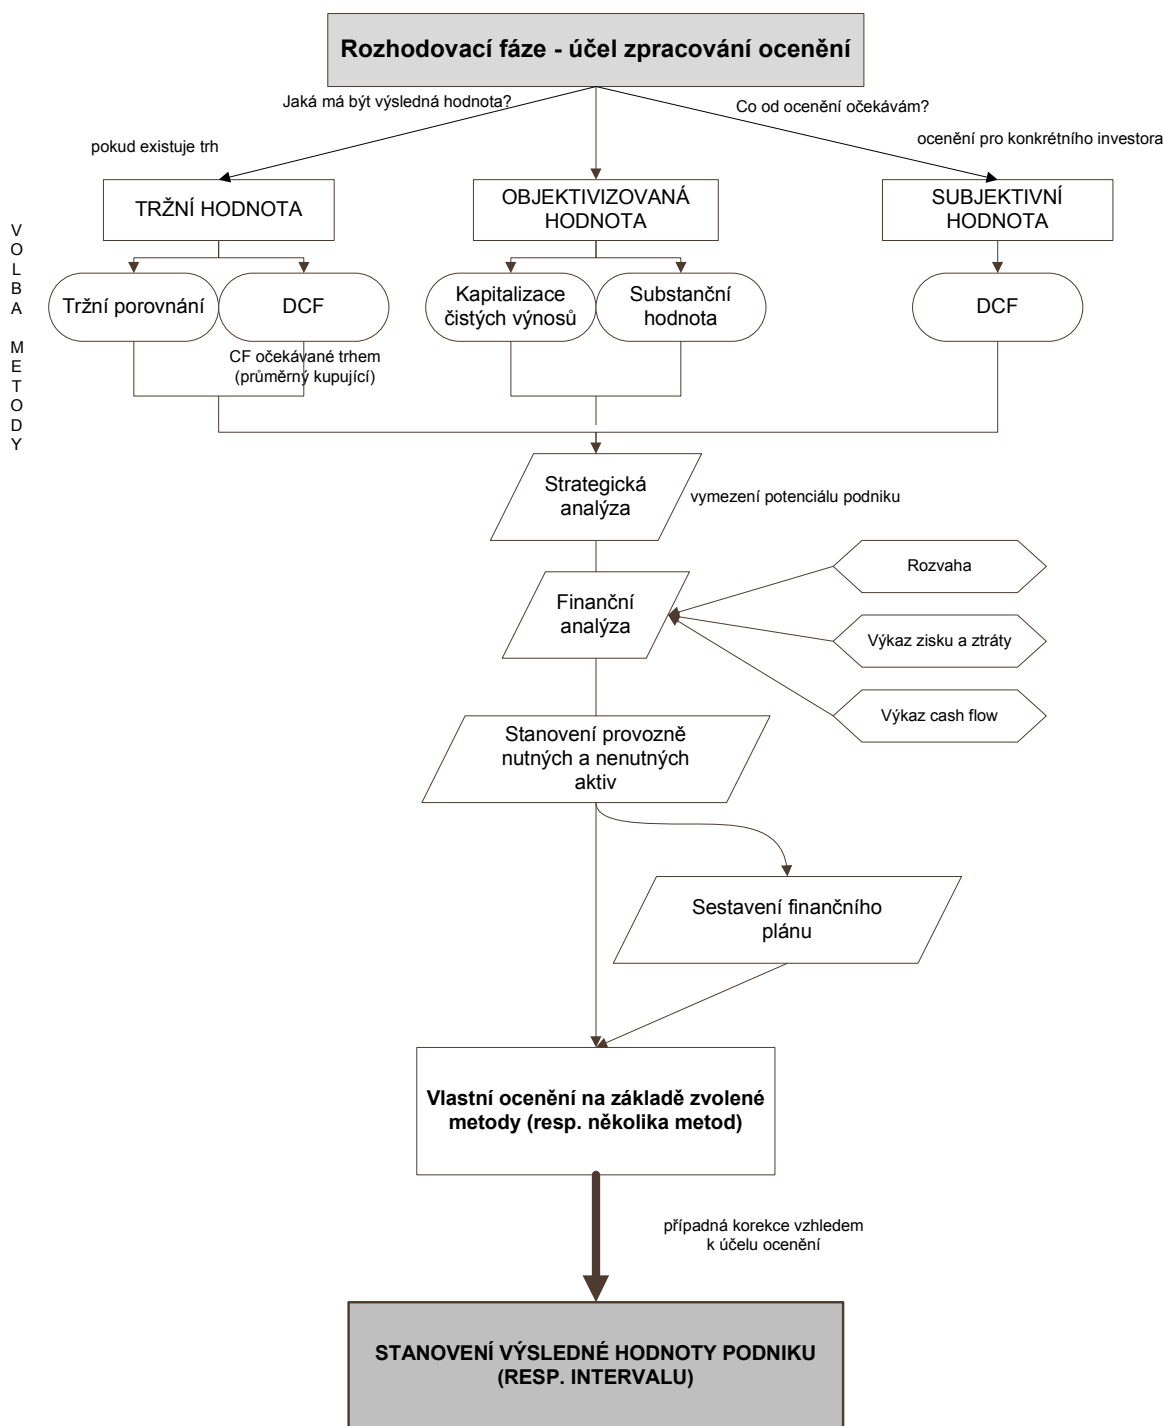 Rozhodovací fáze - účel zpracování ocenění
Jaká má být výsledná hodnota?
Co od ocenění očekávám?
pokud existuje trh
ocenění pro konkrétního investora
TRŽNÍ HODNOTA
OBJEKTIVIZOVANÁ
HODNOTA
SUBJEKTIVNÍ
HODNOTA
VOLBA METODY
Tržní porovnání
DCF
Kapitalizace
čistých výnosů
Substanční
hodnota
DCF
CF očekávané trhem
(průměrný kupující)
Strategická
analýza
vymezení potenciálu podniku
Finanční
analýza
Rozvaha
Výkaz zisku a ztráty
Výkaz cash flow
Stanovení provozně
nutných a nenutných
aktiv
Sestavení finančního
plánu
Vlastní ocenění na základě zvolené
metody (resp. několika metod)
případná korekce vzhledem
k účelu ocenění
STANOVENÍ VÝSLEDNÉ HODNOTY PODNIKU
(RESP. INTERVALU)